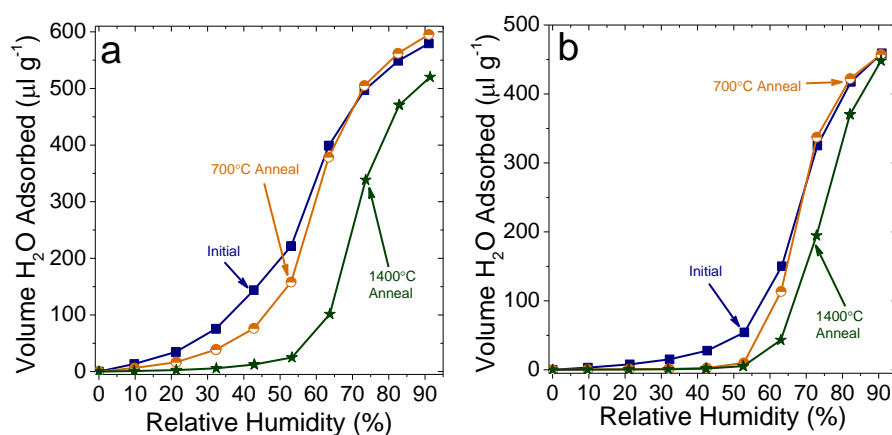 a
600
500
400
300
200
100
0
Volume H₂O Adsorbed (μl g⁻¹)
700°C Anneal
Initial
1400°C
Anneal
0 10 20 30 40 50 60 70 80 90
Relative Humidity (%)
b
500
400
300
200
100
0
Volume H₂O Adsorbed (μl g⁻¹)
700°C Anneal
Initial
1400°C
Anneal
0 10 20 30 40 50 60 70 80 90
Relative Humidity (%)